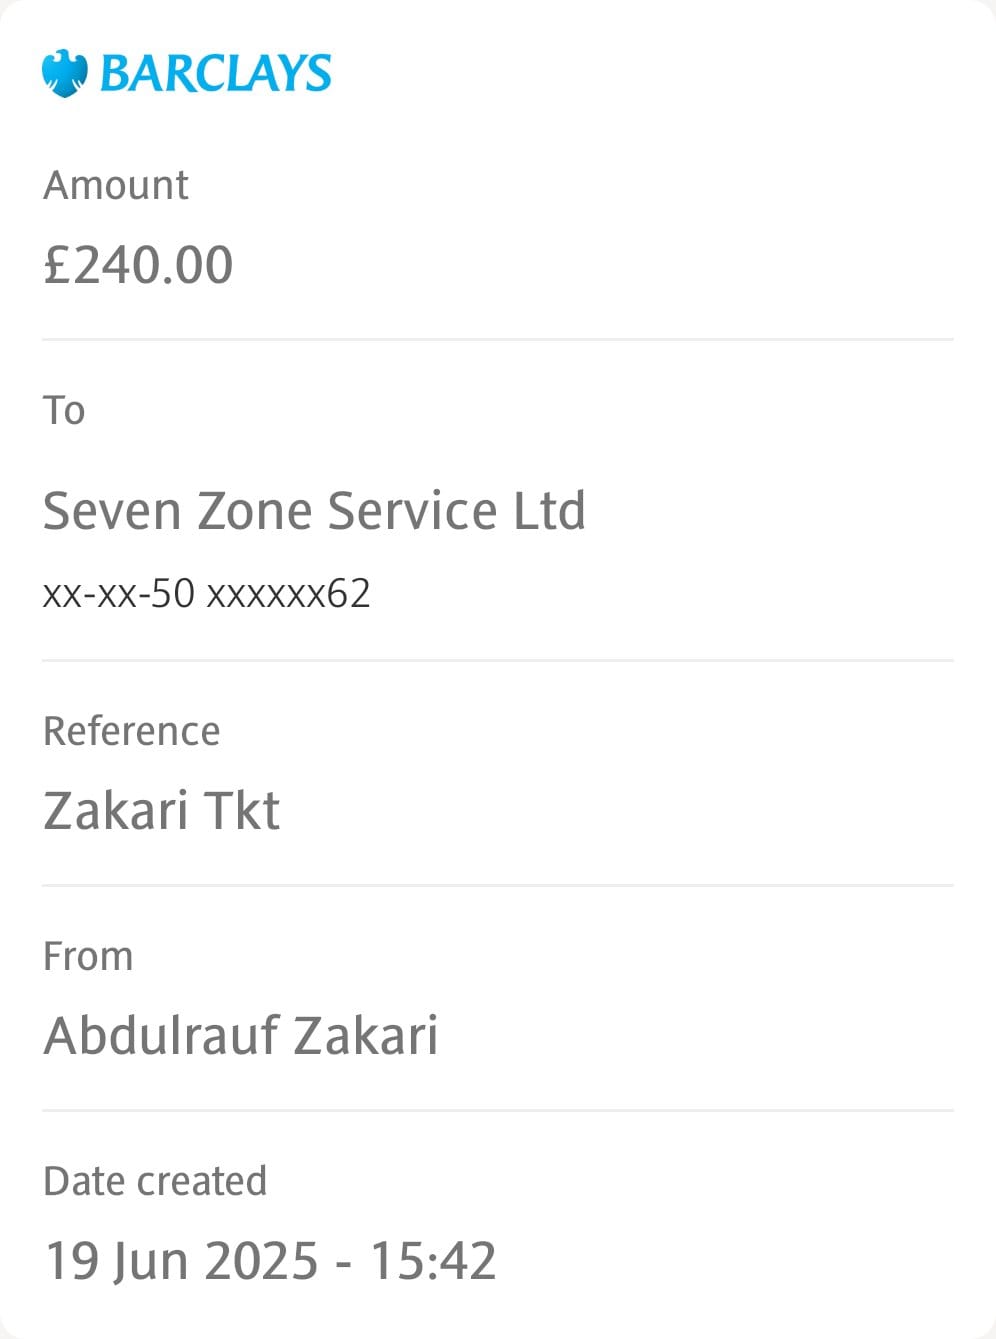 BARCLAYS
Amount
£240.00
To
Seven Zone Service Ltd
xx-xx-50 xxxxxx62
Reference
Zakari Tkt
From
Abdulrauf Zakari
Date created
19 Jun 2025 - 15:42